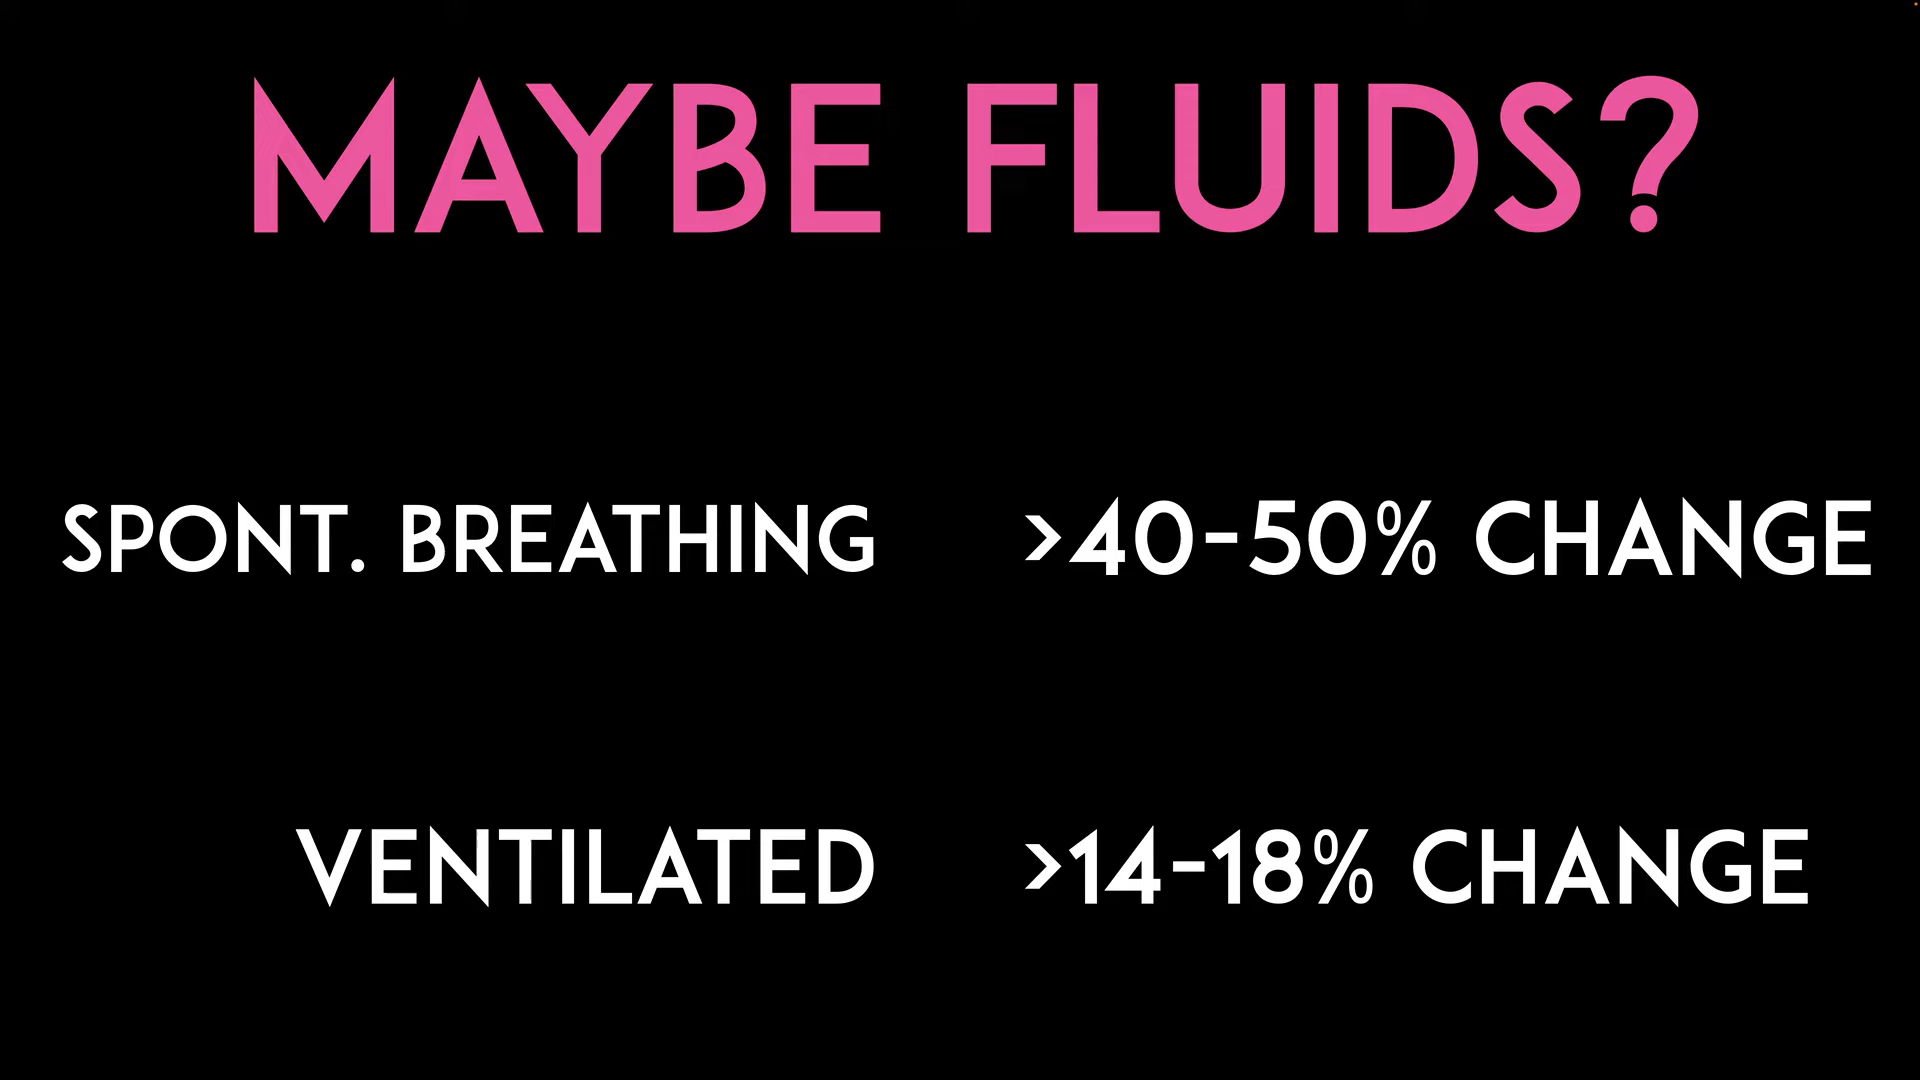 MAYBE FLUIDS?
SPONT. BREATHING >40-50% CHANGE
VENTILATED >14-18% CHANGE